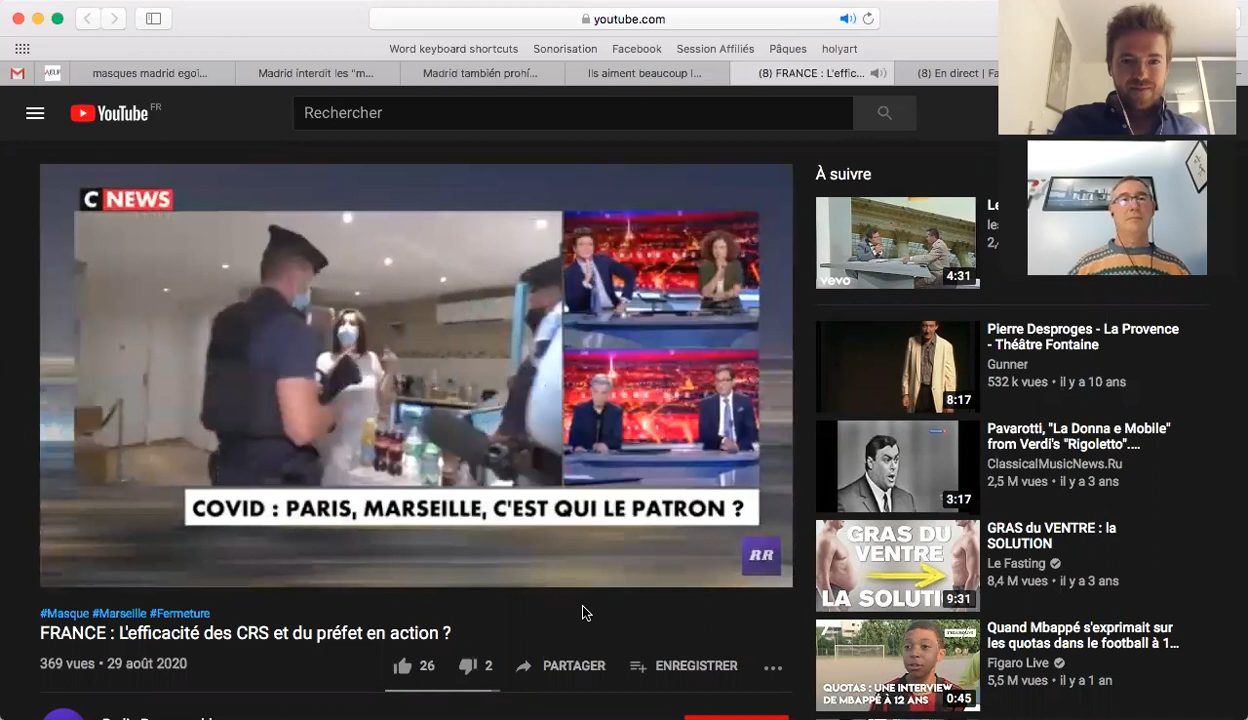 youtube.com
Word keyboard shortcuts
Sonorisation
Facebook
Session Affiliés
Pâques
holyart
masques madrid egoï...
Madrid interdit les "m...
Madrid también prohí...
Ils aiment beaucoup l...
(8) FRANCE : L'effic...
(8) En direct | Fa
YouTube FR
Rechercher
C NEWS
COVID : PARIS, MARSEILLE, C'EST QUI LE PATRON ?
RR
#Masque #Marseille #Fermeture
FRANCE : L'efficacité des CRS et du préfet en action ?
369 vues • 29 août 2020
26
2
PARTAGER
ENREGISTRER
À suivre
vevo
4:31
Le
les
2,
8:17
Pierre Desproges - La Provence
- Théâtre Fontaine
Gunner
532 k vues • il y a 10 ans
3:17
Pavarotti, "La Donna e Mobile"
from Verdi's "Rigoletto"....
ClassicalMusicNews.Ru
2,5 M vues • il y a 3 ans
GRAS DU
VENTRE
LA SOLUTI
9:31
GRAS du VENTRE : la
SOLUTION
Le Fasting
8,4 M vues • il y a 3 ans
QUOTAS : UNE INTERVIEW
DE MBAPPÉ À 12 ANS
0:45
Quand Mbappé s'exprimait sur
les quotas dans le football à 1...
Figaro Live
5,5 M vues • il y a 1 an